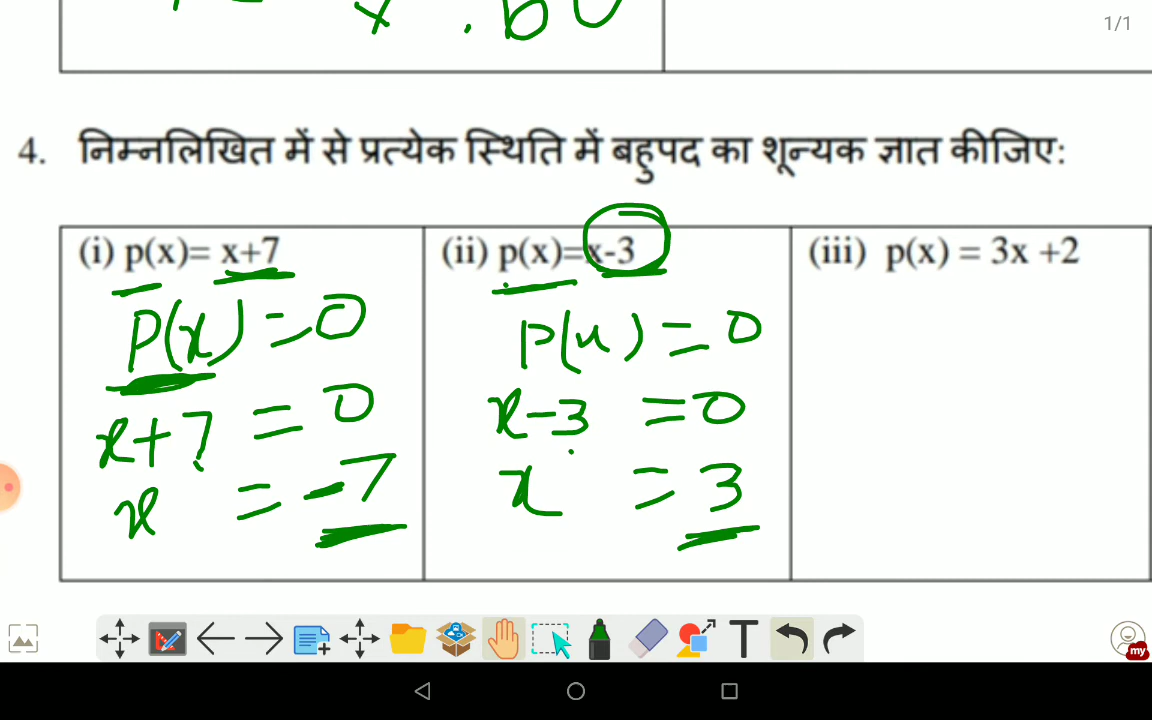 1/1
4. निम्नलिखित में से प्रत्येक स्थिति में बहुपद का शून्यक ज्ञात कीजिए:
(i) p(x)= x+7
P(x)=0
x+7=0
x=-7
(ii) p(x)=x-3
P(x)=0
x-3=0
x=3
(iii) p(x) = 3x +2
T
my